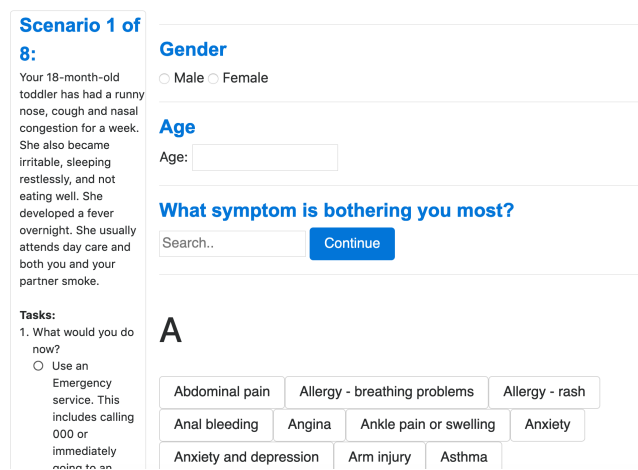 Scenario 1 of
8:
Your 18-month-old
toddler has had a runny
nose, cough and nasal
congestion for a week.
She also became
irritable, sleeping
restlessly, and not
eating well. She
developed a fever
overnight. She usually
attends day care and
both you and your
partner smoke.
Tasks:
1. What would you do
now?
Use an
Emergency
service. This
includes calling
000 or
immediately
going to an
Gender
Male Female
Age
Age:
What symptom is bothering you most?
Search.. Continue
A
Abdominal pain Allergy - breathing problems Allergy - rash
Anal bleeding Angina Ankle pain or swelling Anxiety
Anxiety and depression Arm injury Asthma